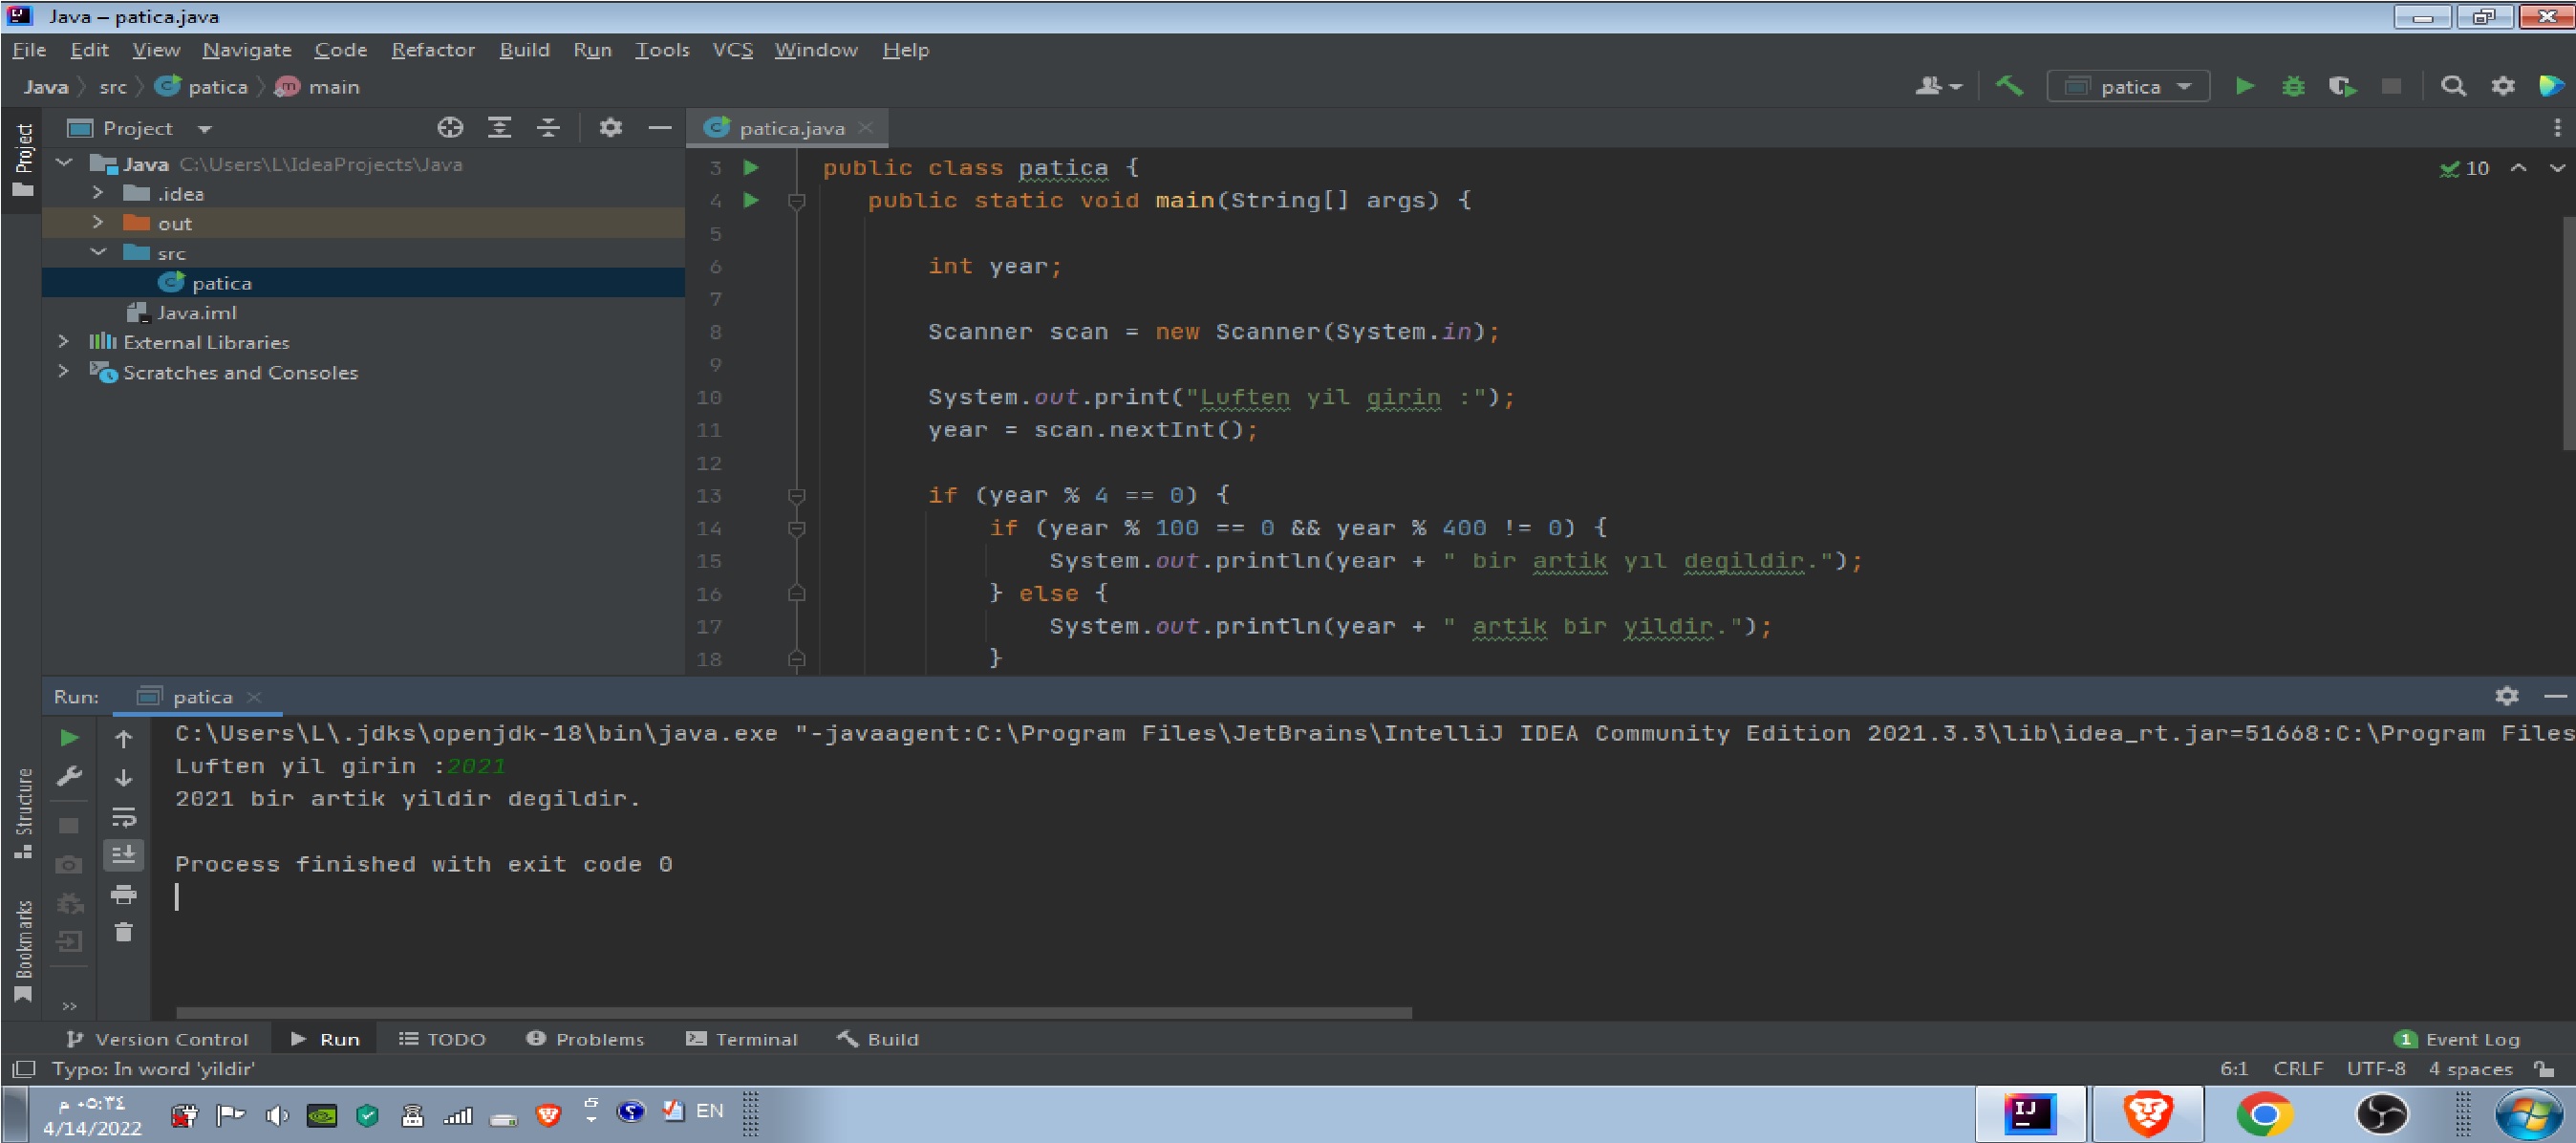 Java – patica.java
File Edit View Navigate Code Refactor Build Run Tools VCS Window Help
Java src patica main
patica
Project
Project
patica.java
Java C:\Users\L\IdeaProjects\Java
.idea
out
src
patica
Java.iml
External Libraries
Scratches and Consoles
10
3 public class patica {
4 public static void main(String[] args) {
5
6 int year;
7
8 Scanner scan = new Scanner(System.in);
9
10 System.out.print("Luften yil girin :");
11 year = scan.nextInt();
12
13 if (year % 4 == 0) {
14 if (year % 100 == 0 && year % 400 != 0) {
15 System.out.println(year + " bir artik yıl degildir.");
16 } else {
17 System.out.println(year + " artik bir yildir.");
18 }
Run: patica
C:\Users\L\.jdks\openjdk-18\bin\java.exe "-javaagent:C:\Program Files\JetBrains\IntelliJ IDEA Community Edition 2021.3.3\lib\idea_rt.jar=51668:C:\Program Files
Luften yil girin :2021
2021 bir artik yildir degildir.
Process finished with exit code 0
Structure
Bookmarks
Version Control Run TODO Problems Terminal Build
1 Event Log
Typo: In word 'yildir'
6:1 CRLF UTF-8 4 spaces
٠٥:٣٤ م
4/14/2022
EN
IJ